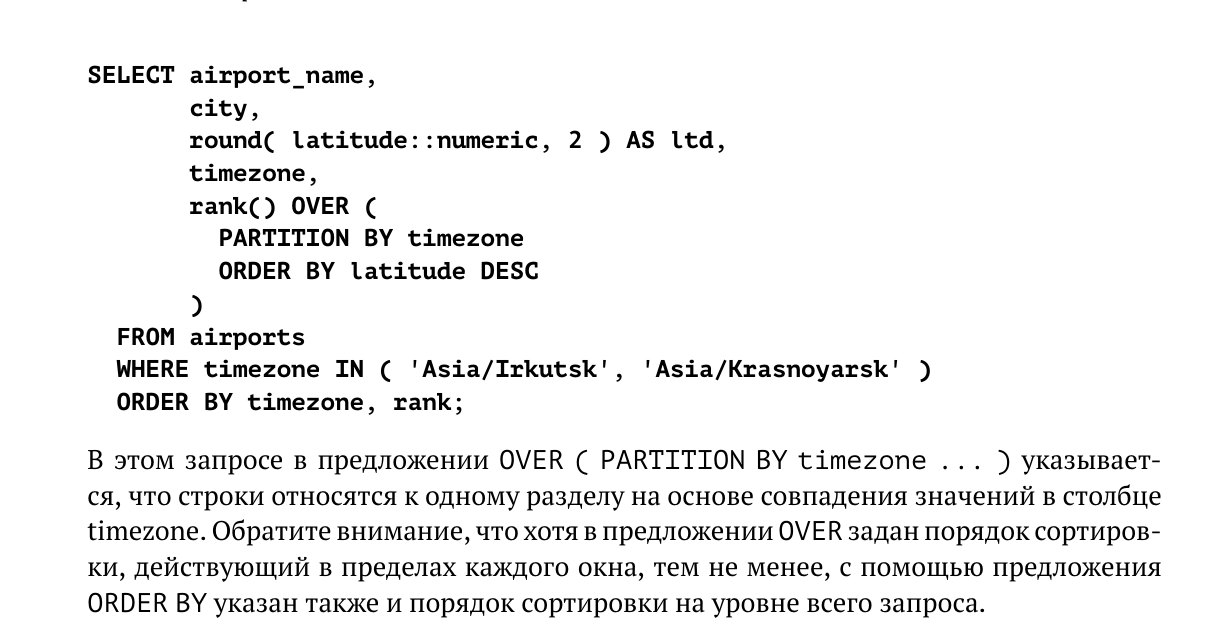 SELECT airport_name,
city,
round( latitude::numeric, 2 ) AS ltd,
timezone,
rank() OVER (
PARTITION BY timezone
ORDER BY latitude DESC
)
FROM airports
WHERE timezone IN ( 'Asia/Irkutsk', 'Asia/Krasnoyarsk' )
ORDER BY timezone, rank;
В этом запросе в предложении OVER ( PARTITION BY timezone ... ) указывает-
ся, что строки относятся к одному разделу на основе совпадения значений в столбце
timezone. Обратите внимание, что хотя в предложении OVER задан порядок сортиров-
ки, действующий в пределах каждого окна, тем не менее, с помощью предложения
ORDER BY указан также и порядок сортировки на уровне всего запроса.